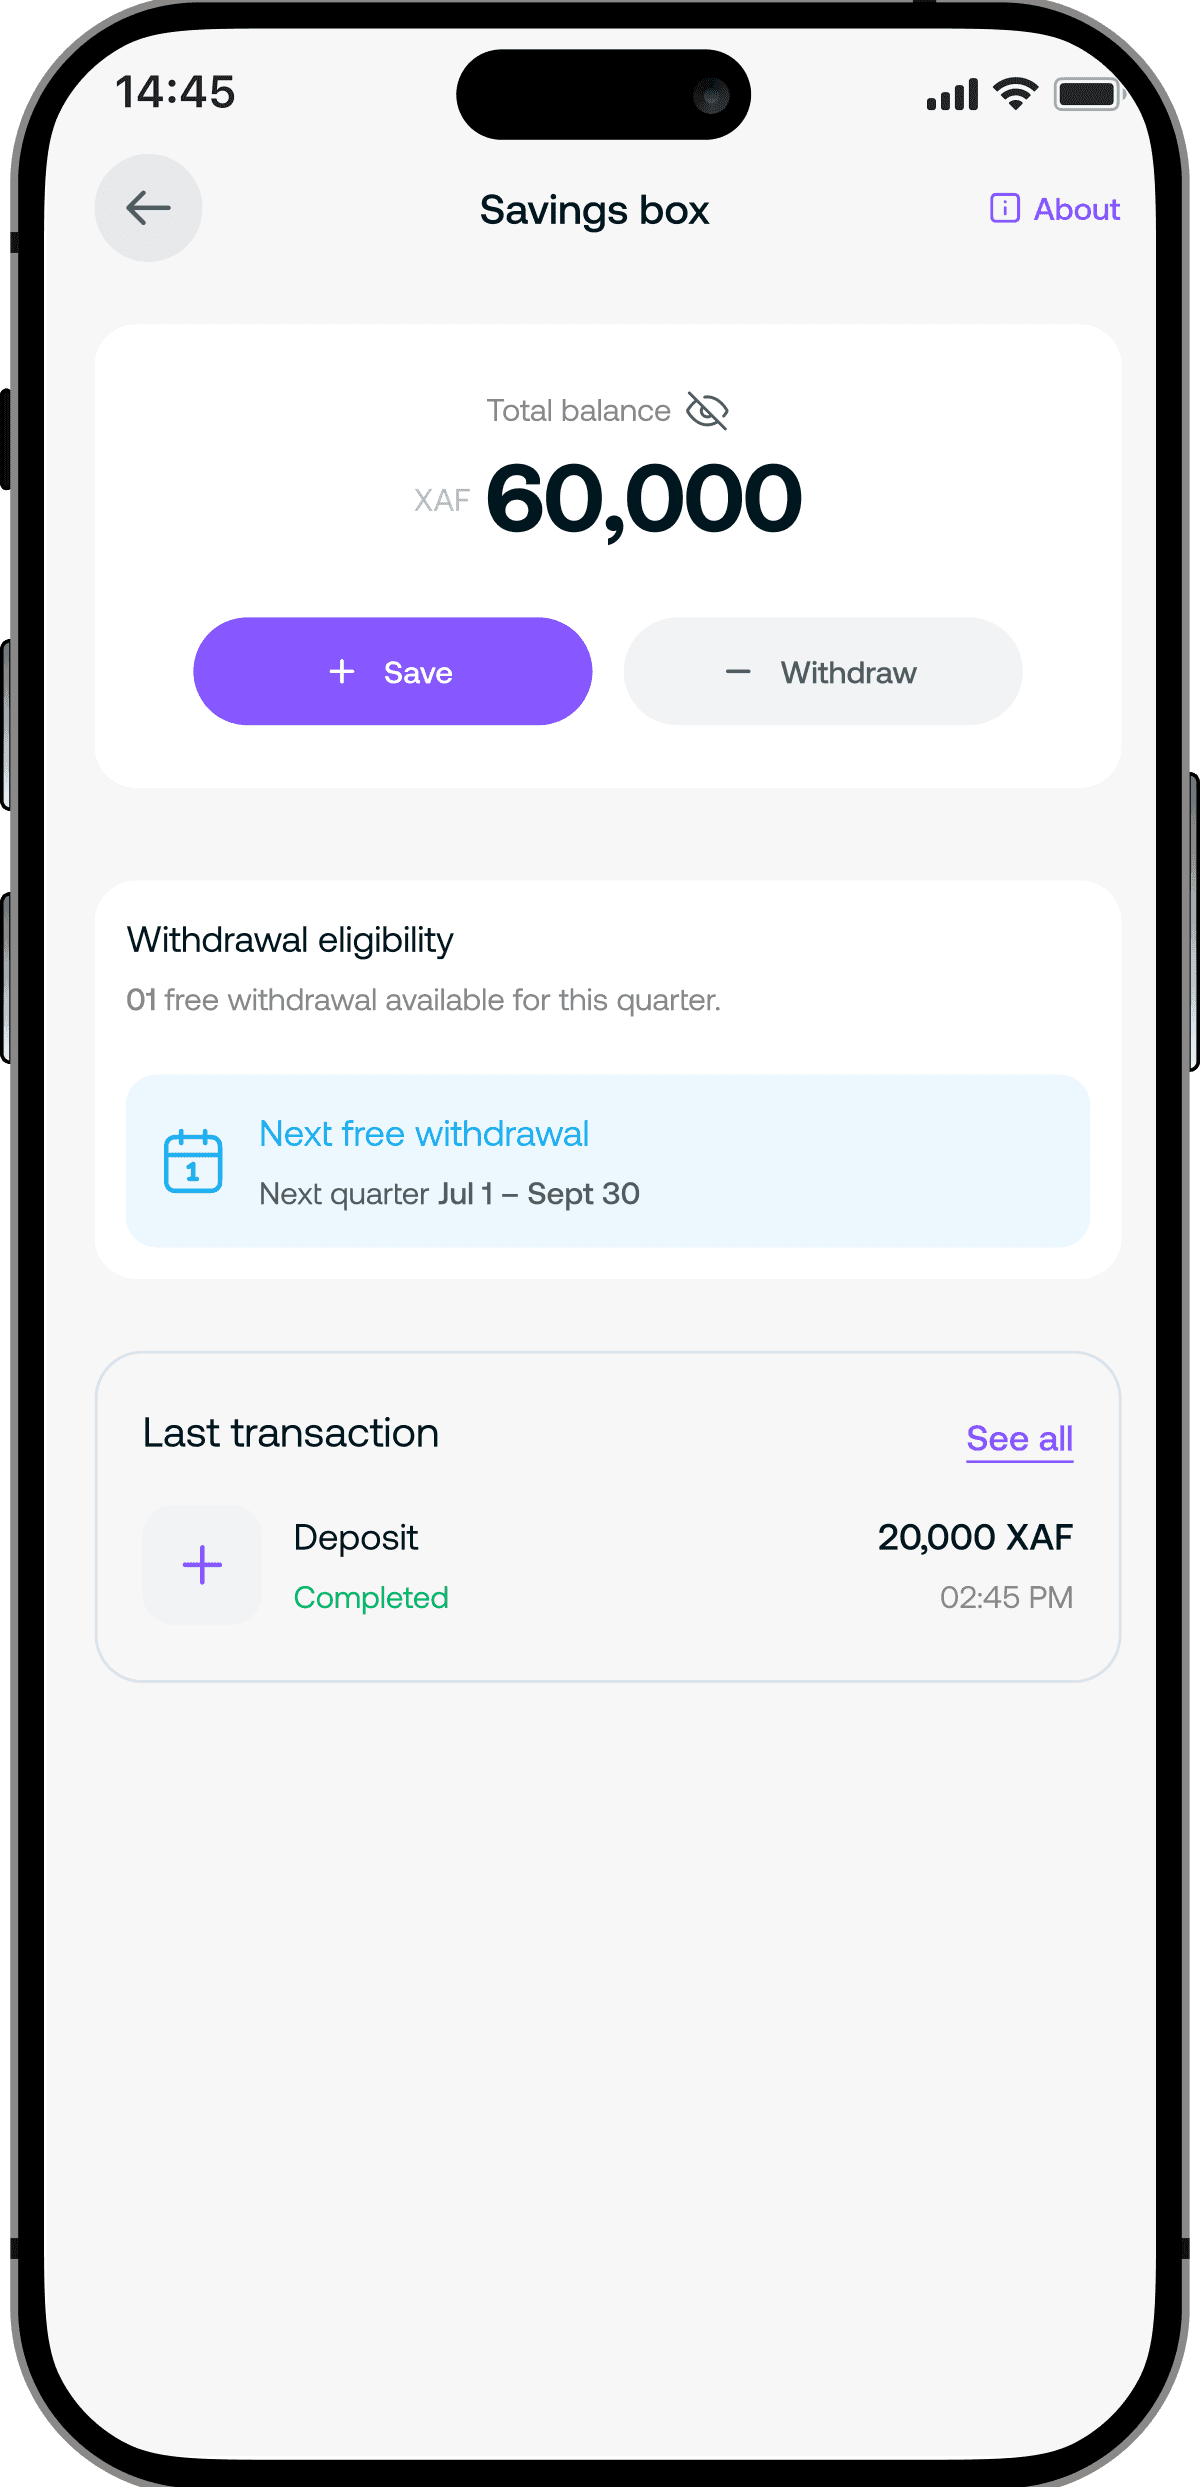 14:45
Savings box
About
Total balance
XAF 60,000
+ Save
− Withdraw
Withdrawal eligibility
01 free withdrawal available for this quarter.
1
Next free withdrawal
Next quarter Jul 1 – Sept 30
Last transaction
See all
Deposit
20,000 XAF
Completed
02:45 PM